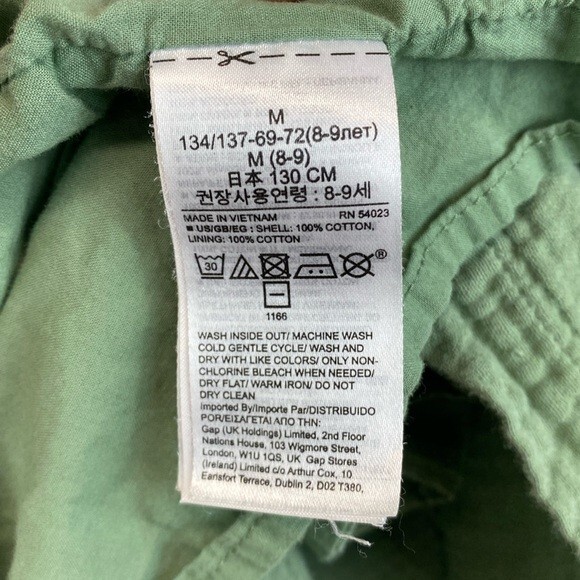 M
134/137-69-72(8-9лет)
M (8-9)
日本 130 CM
권장사용연령 : 8-9세
MADE IN VIETNAM RN 54023
■ US/GB/EG : SHELL: 100% COTTON,
LINING: 100% COTTON
30 ®
1166
WASH INSIDE OUT/ MACHINE WASH
COLD GENTLE CYCLE/ WASH AND
DRY WITH LIKE COLORS/ ONLY NON-
CHLORINE BLEACH WHEN NEEDED/
DRY FLAT/ WARM IRON/ DO NOT
DRY CLEAN
Imported By/Importe Par/DISTRIBUIDO
POR/ΕΙΣΑΓΕΤΑΙ ΑΠΟ ΤΗΝ:
Gap (UK Holdings) Limited, 2nd Floor
Nations House, 103 Wigmore Street,
London, W1U 1QS, UK Gap Stores
(Ireland) Limited c/o Arthur Cox, 10
Earlsfort Terrace, Dublin 2, D02 T380,